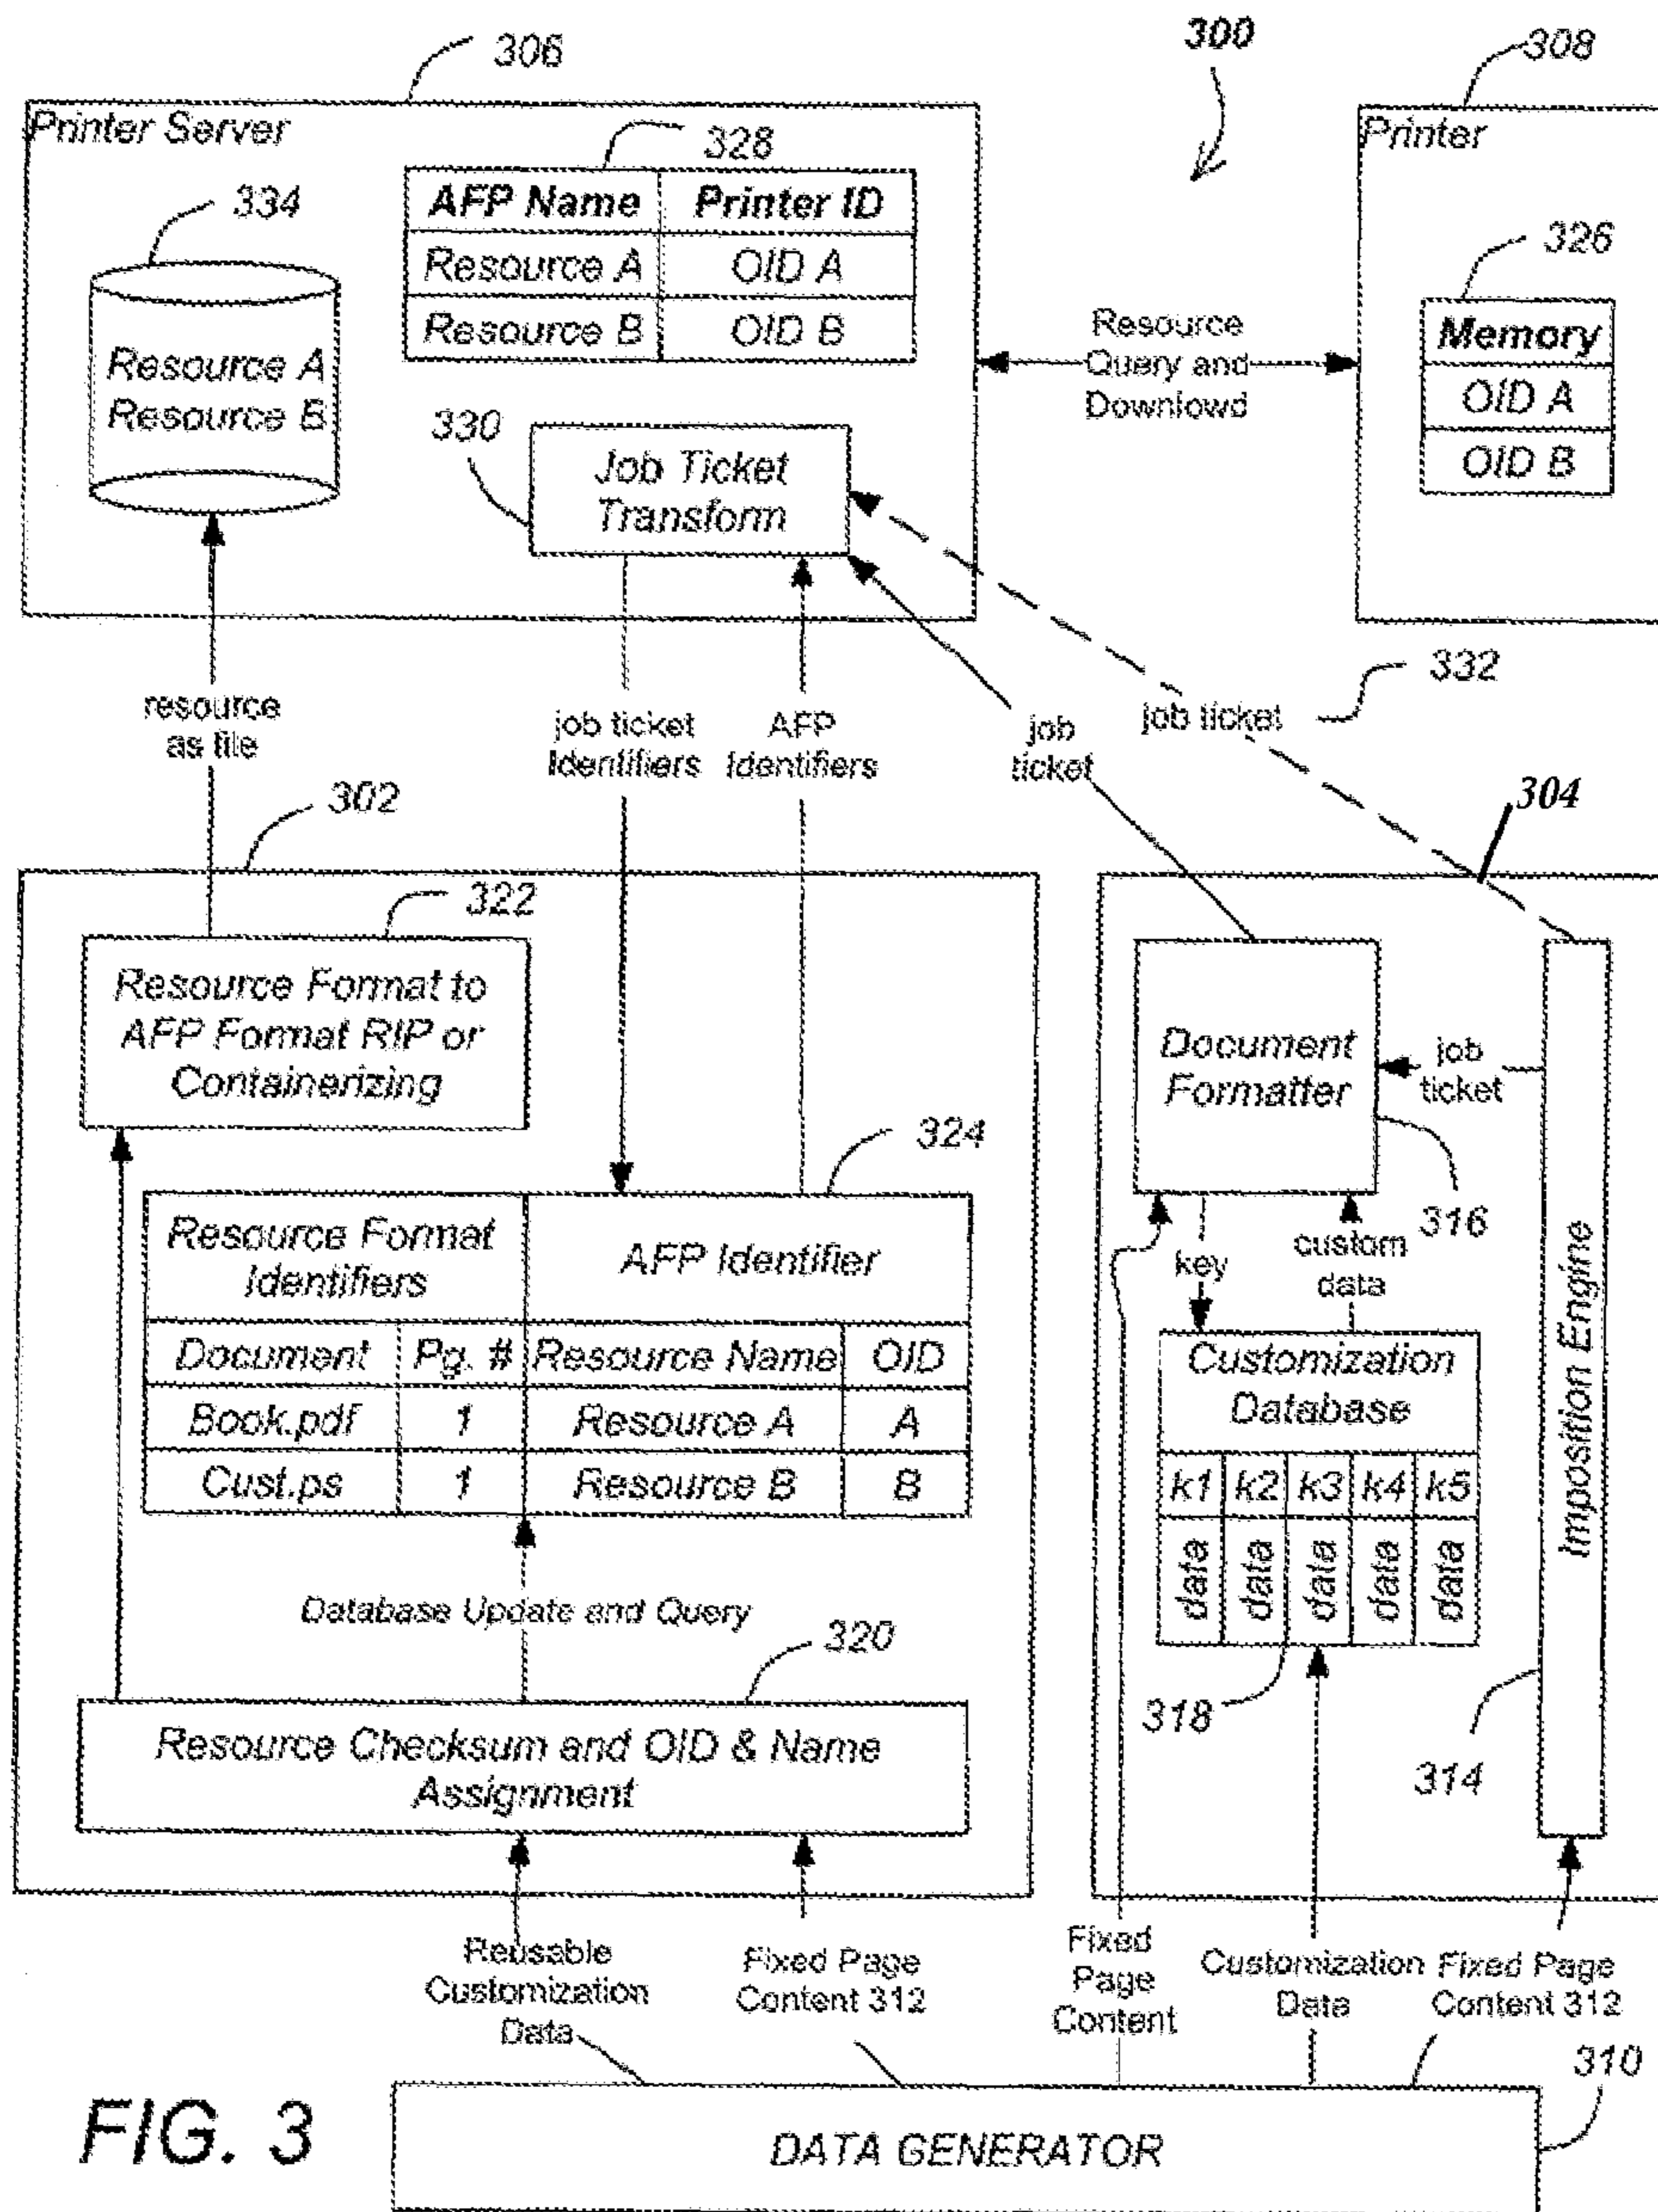 300
306
308
Printer Server
Printer
328
334
AFP Name Printer ID
Resource A OID A
Resource B OID B
Resource A
Resource B
326
Memory
OID A
OID B
Resource
Query and
Downlowd
330
Job Ticket
Transform
332
resource
as file
job ticket
Identifiers
AFP
Identifiers
job
ticket
job ticket
302
304
322
Resource Format to
AFP Format RIP or
Containerizing
Document
Formatter
job
ticket
324
316
Resource Format
Identifiers
AFP Identifier
Document Pg. # Resource Name OID
Book.pdf 1 Resource A A
Cust.ps 1 Resource B B
key
custom
data
Customization
Database
k1 k2 k3 k4 k5
data data data data data
Imposition Engine
Database Update and Query
320
318
314
Resource Checksum and OID & Name
Assignment
Reusable
Customization
Data
Fixed Page
Content 312
Fixed
Page
Content
Customization
Data
Fixed Page
Content 312
310
FIG. 3
DATA GENERATOR